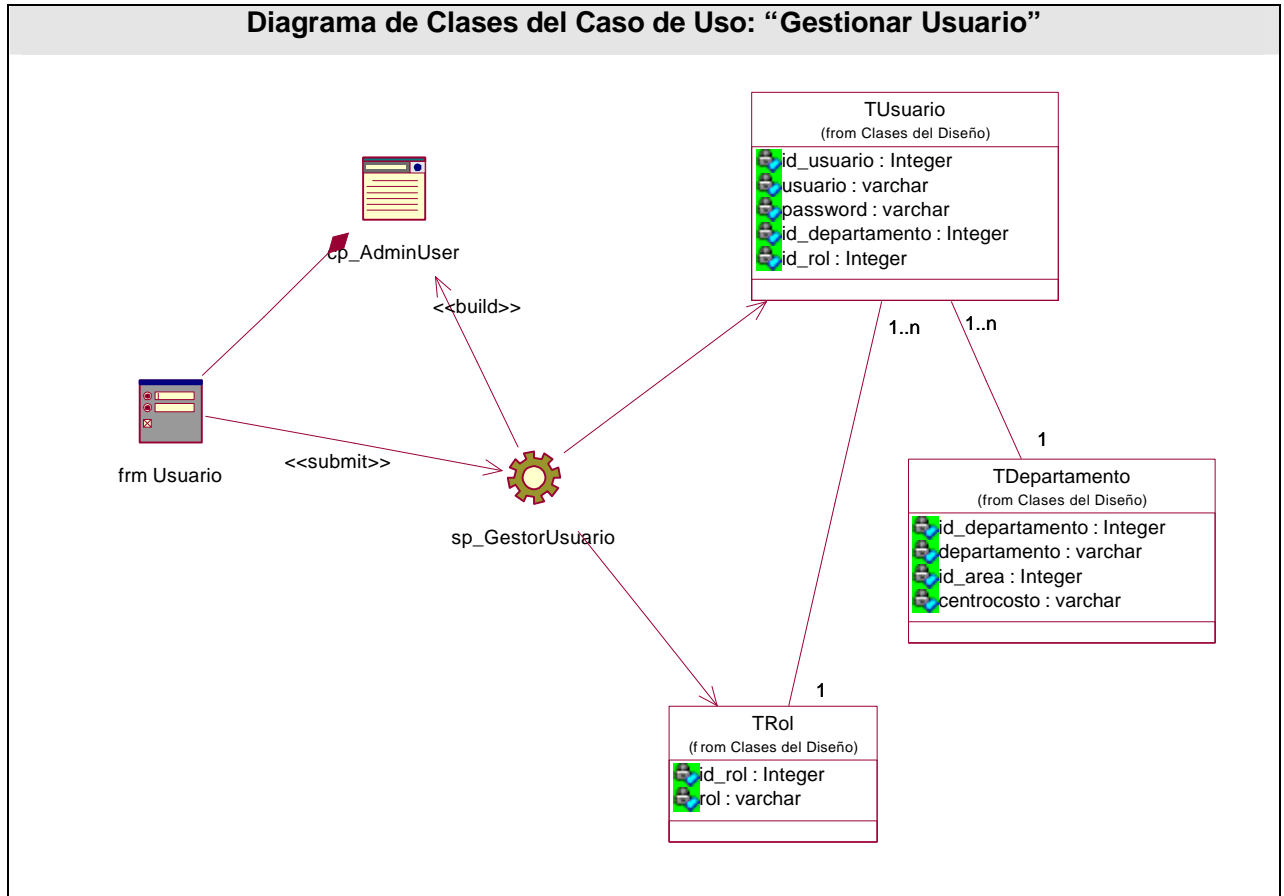 Diagrama de Clases del Caso de Uso: “Gestionar Usuario”
TUsuario
(from Clases del Diseño)
id_usuario : Integer
usuario : varchar
password : varchar
id_departamento : Integer
id_rol : Integer
cp_AdminUser
<<build>>
1..n
1..n
frm Usuario
<<submit>>
sp_GestorUsuario
1
TDepartamento
(from Clases del Diseño)
id_departamento : Integer
departamento : varchar
id_area : Integer
centrocosto : varchar
1
TRol
(from Clases del Diseño)
id_rol : Integer
rol : varchar